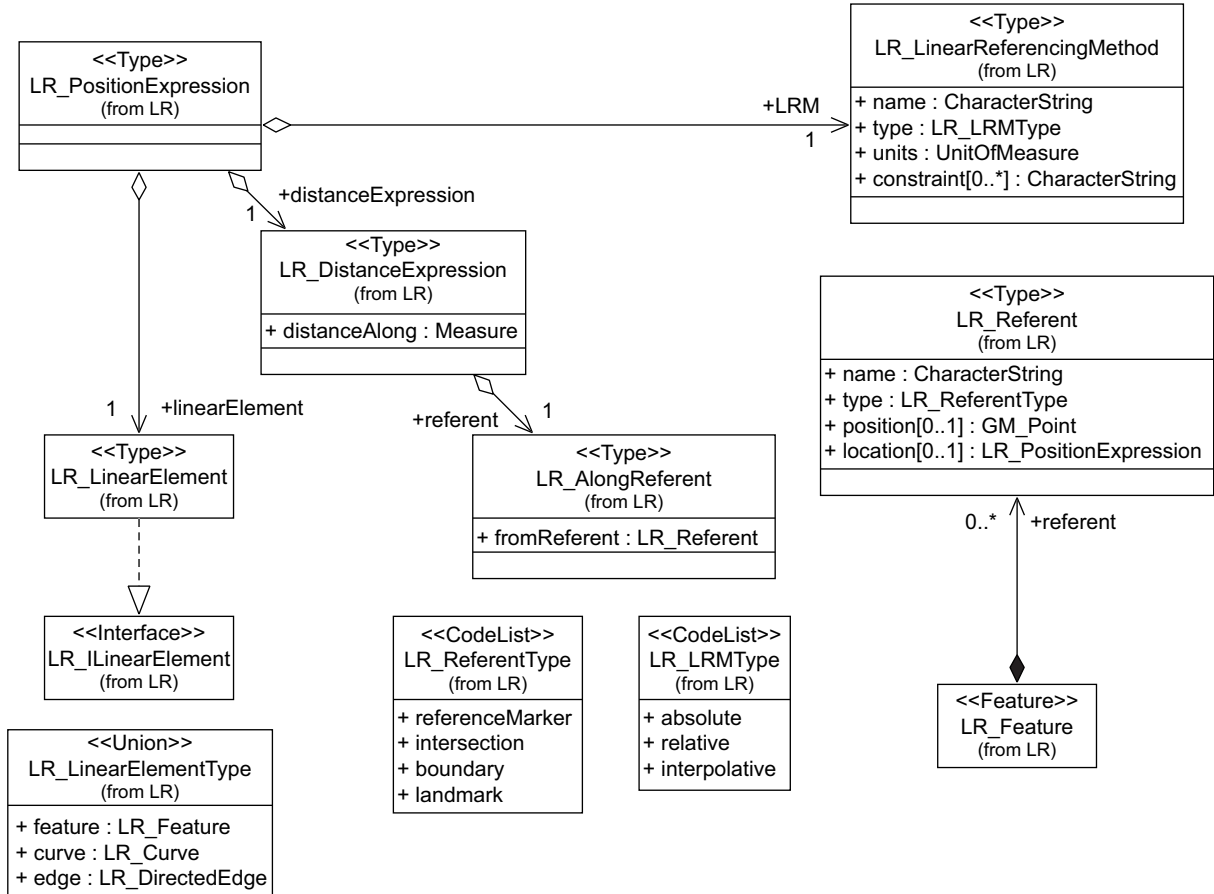 <<Type>>
LR_PositionExpression
(from LR)
<<Type>>
LR_LinearReferencingMethod
(from LR)
+ name : CharacterString
+ type : LR_LRMType
+ units : UnitOfMeasure
+ constraint[0..*] : CharacterString
+LRM
1
+distanceExpression
1
<<Type>>
LR_DistanceExpression
(from LR)
+ distanceAlong : Measure
<<Type>>
LR_Referent
(from LR)
+ name : CharacterString
+ type : LR_ReferentType
+ position[0..1] : GM_Point
+ location[0..1] : LR_PositionExpression
1
+linearElement
+referent
1
<<Type>>
LR_LinearElement
(from LR)
<<Type>>
LR_AlongReferent
(from LR)
+ fromReferent : LR_Referent
0..*
+referent
<<Interface>>
LR_ILinearElement
(from LR)
<<CodeList>>
LR_ReferentType
(from LR)
+ referenceMarker
+ intersection
+ boundary
+ landmark
<<CodeList>>
LR_LRMType
(from LR)
+ absolute
+ relative
+ interpolative
<<Feature>>
LR_Feature
(from LR)
<<Union>>
LR_LinearElementType
(from LR)
+ feature : LR_Feature
+ curve : LR_Curve
+ edge : LR_DirectedEdge